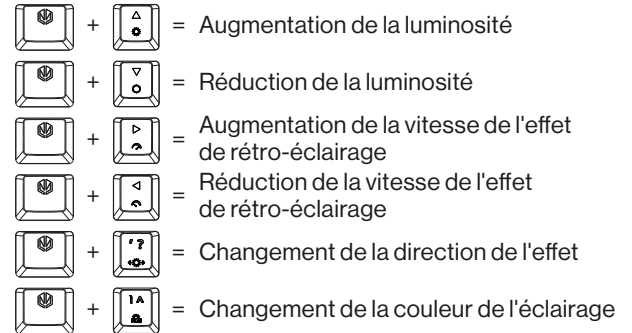 + = Augmentation de la luminosité
+ = Réduction de la luminosité
+ = Augmentation de la vitesse de l'effet
de rétro-éclairage
+ = Réduction de la vitesse de l'effet
de rétro-éclairage
+ ' ? = Changement de la direction de l'effet
+ 1 A = Changement de la couleur de l'éclairage